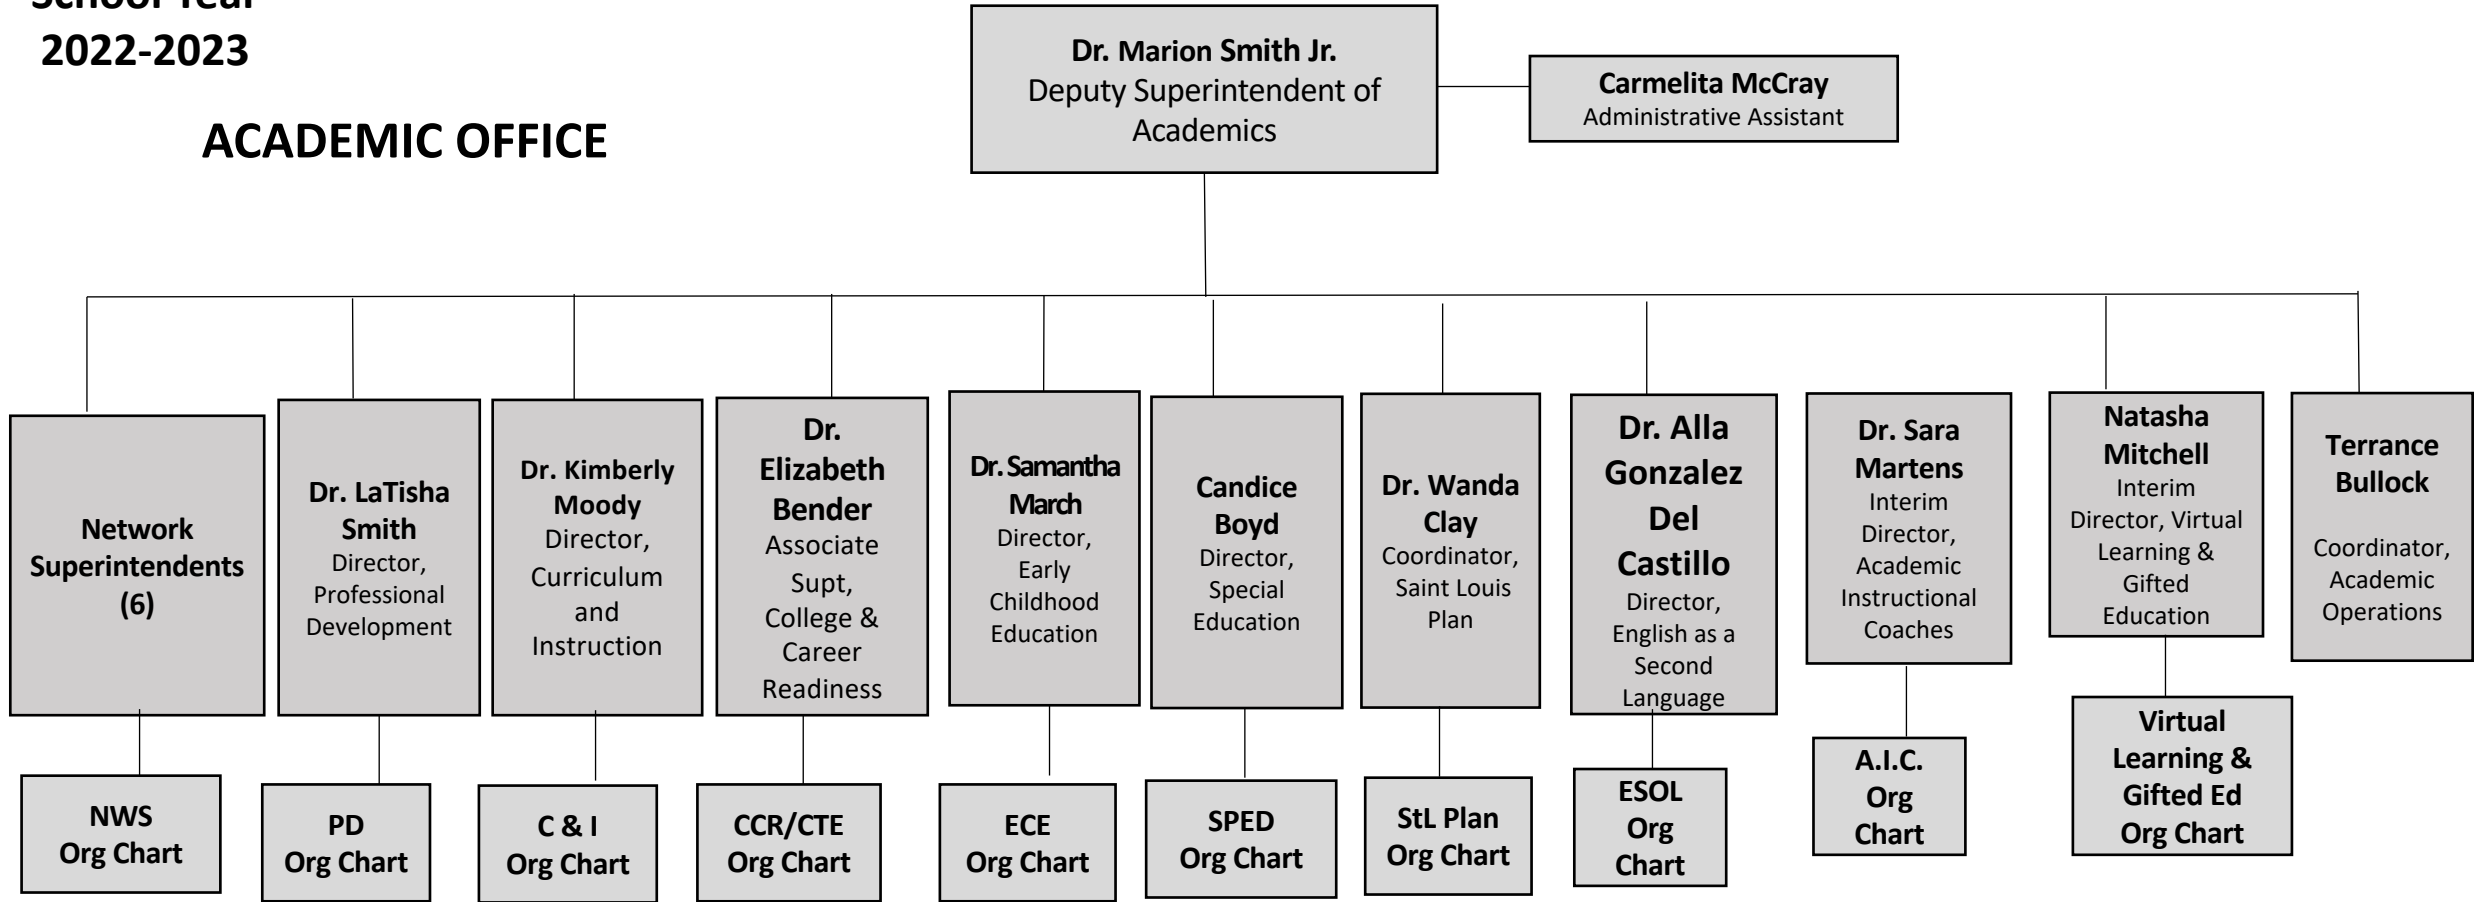 School Year
2022-2023
ACADEMIC OFFICE
Dr. Marion Smith Jr.
Deputy Superintendent of
Academics
Carmelita McCray
Administrative Assistant
Network
Superintendents
(6)
Dr. LaTisha
Smith
Director,
Professional
Development
Dr. Kimberly
Moody
Director,
Curriculum
and
Instruction
Dr.
Elizabeth
Bender
Associate
Supt,
College &
Career
Readiness
Dr. Samantha
March
Director,
Early
Childhood
Education
Candice
Boyd
Director,
Special
Education
Dr. Wanda
Clay
Coordinator,
Saint Louis
Plan
Dr. Alla
Gonzalez
Del
Castillo
Director,
English as a
Second
Language
Dr. Sara
Martens
Interim
Director,
Academic
Instructional
Coaches
Natasha
Mitchell
Interim
Director, Virtual
Learning &
Gifted
Education
Terrance
Bullock
Coordinator,
Academic
Operations
NWS
Org Chart
PD
Org Chart
C & I
Org Chart
CCR/CTE
Org Chart
ECE
Org Chart
SPED
Org Chart
StL Plan
Org Chart
ESOL
Org
Chart
A.I.C.
Org
Chart
Virtual
Learning &
Gifted Ed
Org Chart